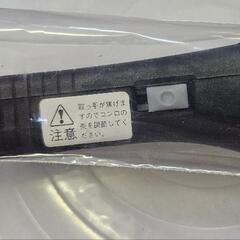 取っ手が焦げま
すのでコンロの
炎を調節してく
ださい。
注意